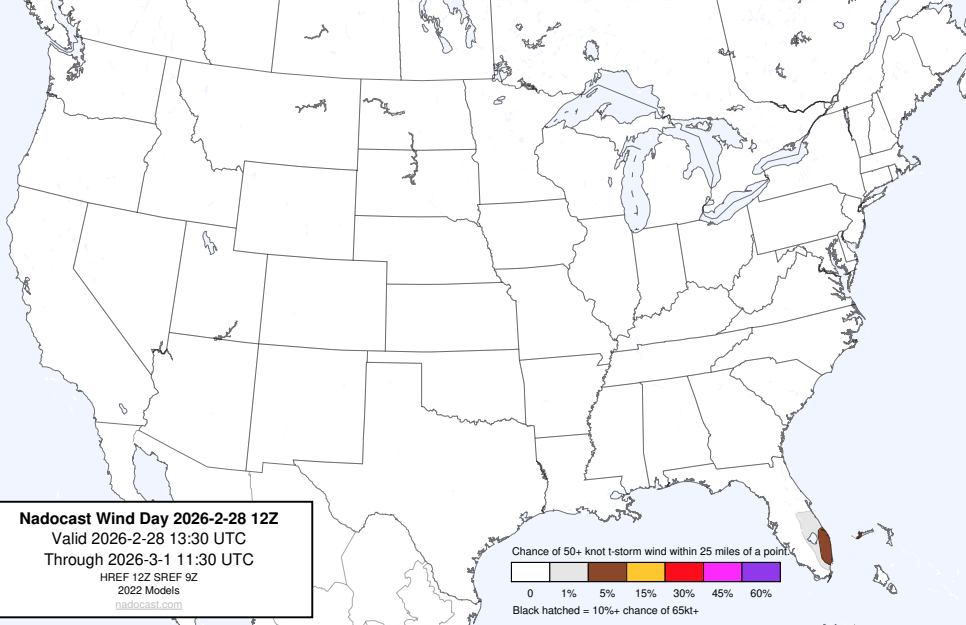 Nadocast Wind Day 2026-2-28 12Z
Valid 2026-2-28 13:30 UTC
Through 2026-3-1 11:30 UTC
HREF 12Z SREF 9Z
2022 Models
nadocast.com
Chance of 50+ knot t-storm wind within 25 miles of a point.
0 1% 5% 15% 30% 45% 60%
Black hatched = 10%+ chance of 65kt+